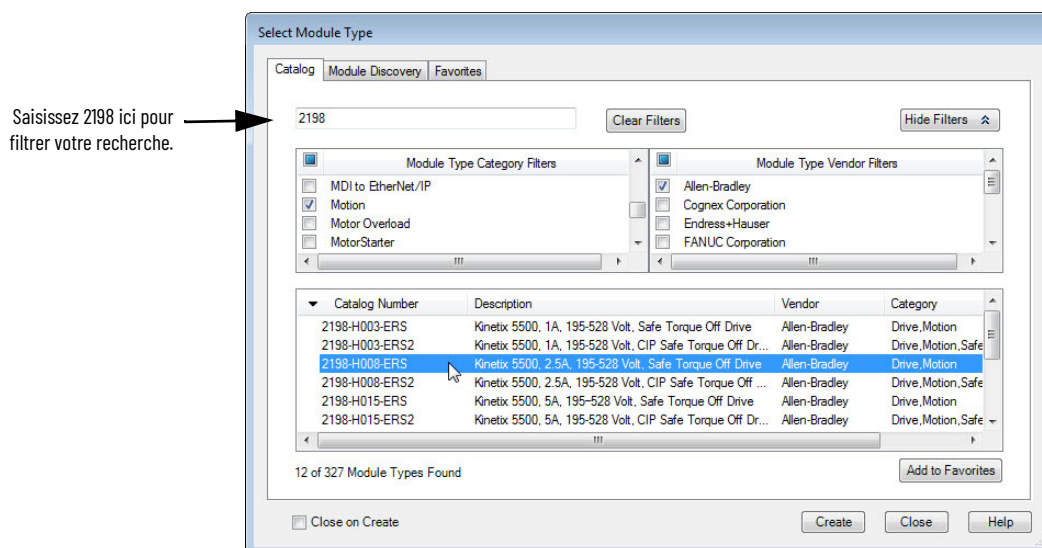 Select Module Type
Catalog Module Discovery Favorites
Saisissez 2198 ici pour
filtrer votre recherche.
2198 Clear Filters Hide Filters
Module Type Category Filters Module Type Vendor Filters
MDI to EtherNet/IP Allen-Bradley
Motion Cognex Corporation
Motor Overload Endress+Hauser
MotorStarter FANUC Corporation
Catalog Number Description Vendor Category
2198-H003-ERS Kinetix 5500, 1A, 195-528 Volt, Safe Torque Off Drive Allen-Bradley Drive,Motion
2198-H003-ERS2 Kinetix 5500, 1A, 195-528 Volt, CIP Safe Torque Off Dr... Allen-Bradley Drive,Motion,Safe
2198-H008-ERS Kinetix 5500, 2.5A, 195-528 Volt, Safe Torque Off Drive Allen-Bradley Drive,Motion
2198-H008-ERS2 Kinetix 5500, 2.5A, 195-528 Volt, CIP Safe Torque Off ... Allen-Bradley Drive,Motion,Safe
2198-H015-ERS Kinetix 5500, 5A, 195-528 Volt, Safe Torque Off Drive Allen-Bradley Drive,Motion
2198-H015-ERS2 Kinetix 5500, 5A, 195-528 Volt, CIP Safe Torque Off Dr... Allen-Bradley Drive,Motion,Safe
12 of 327 Module Types Found Add to Favorites
Close on Create Create Close Help